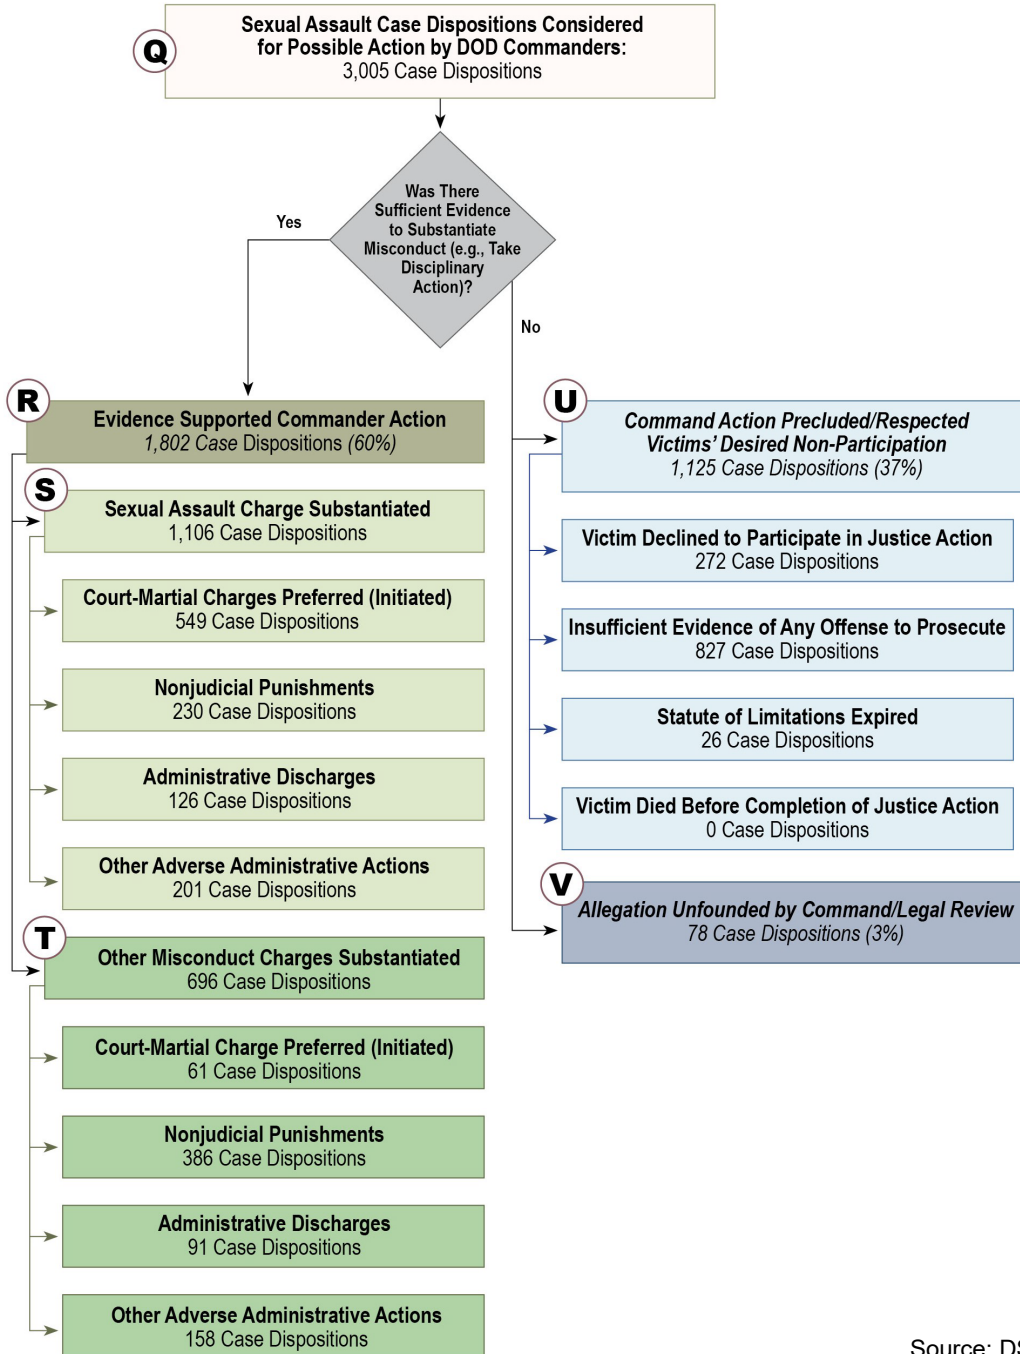 Q
Sexual Assault Case Dispositions Considered
for Possible Action by DOD Commanders:
3,005 Case Dispositions
Was There
Sufficient Evidence
to Substantiate
Misconduct (e.g., Take
Disciplinary
Action)?
Yes
No
R
Evidence Supported Commander Action
1,802 Case Dispositions (60%)
S
Sexual Assault Charge Substantiated
1,106 Case Dispositions
Court-Martial Charges Preferred (Initiated)
549 Case Dispositions
Nonjudicial Punishments
230 Case Dispositions
Administrative Discharges
126 Case Dispositions
Other Adverse Administrative Actions
201 Case Dispositions
T
Other Misconduct Charges Substantiated
696 Case Dispositions
Court-Martial Charge Preferred (Initiated)
61 Case Dispositions
Nonjudicial Punishments
386 Case Dispositions
Administrative Discharges
91 Case Dispositions
Other Adverse Administrative Actions
158 Case Dispositions
U
Command Action Precluded/Respected
Victims' Desired Non-Participation
1,125 Case Dispositions (37%)
Victim Declined to Participate in Justice Action
272 Case Dispositions
Insufficient Evidence of Any Offense to Prosecute
827 Case Dispositions
Statute of Limitations Expired
26 Case Dispositions
Victim Died Before Completion of Justice Action
0 Case Dispositions
V
Allegation Unfounded by Command/Legal Review
78 Case Dispositions (3%)
Source: